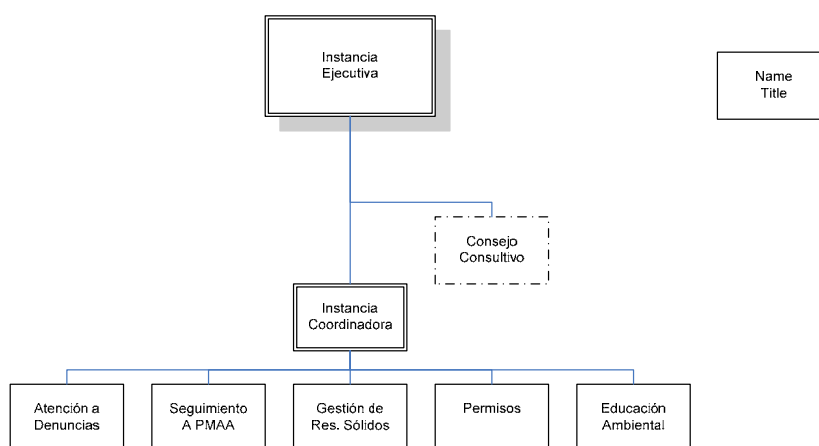 Instancia
Ejecutiva
Name
Title
Consejo
Consultivo
Instancia
Coordinadora
Atención a
Denuncias
Seguimiento
A PMAA
Gestión de
Res. Sólidos
Permisos
Educación
Ambiental